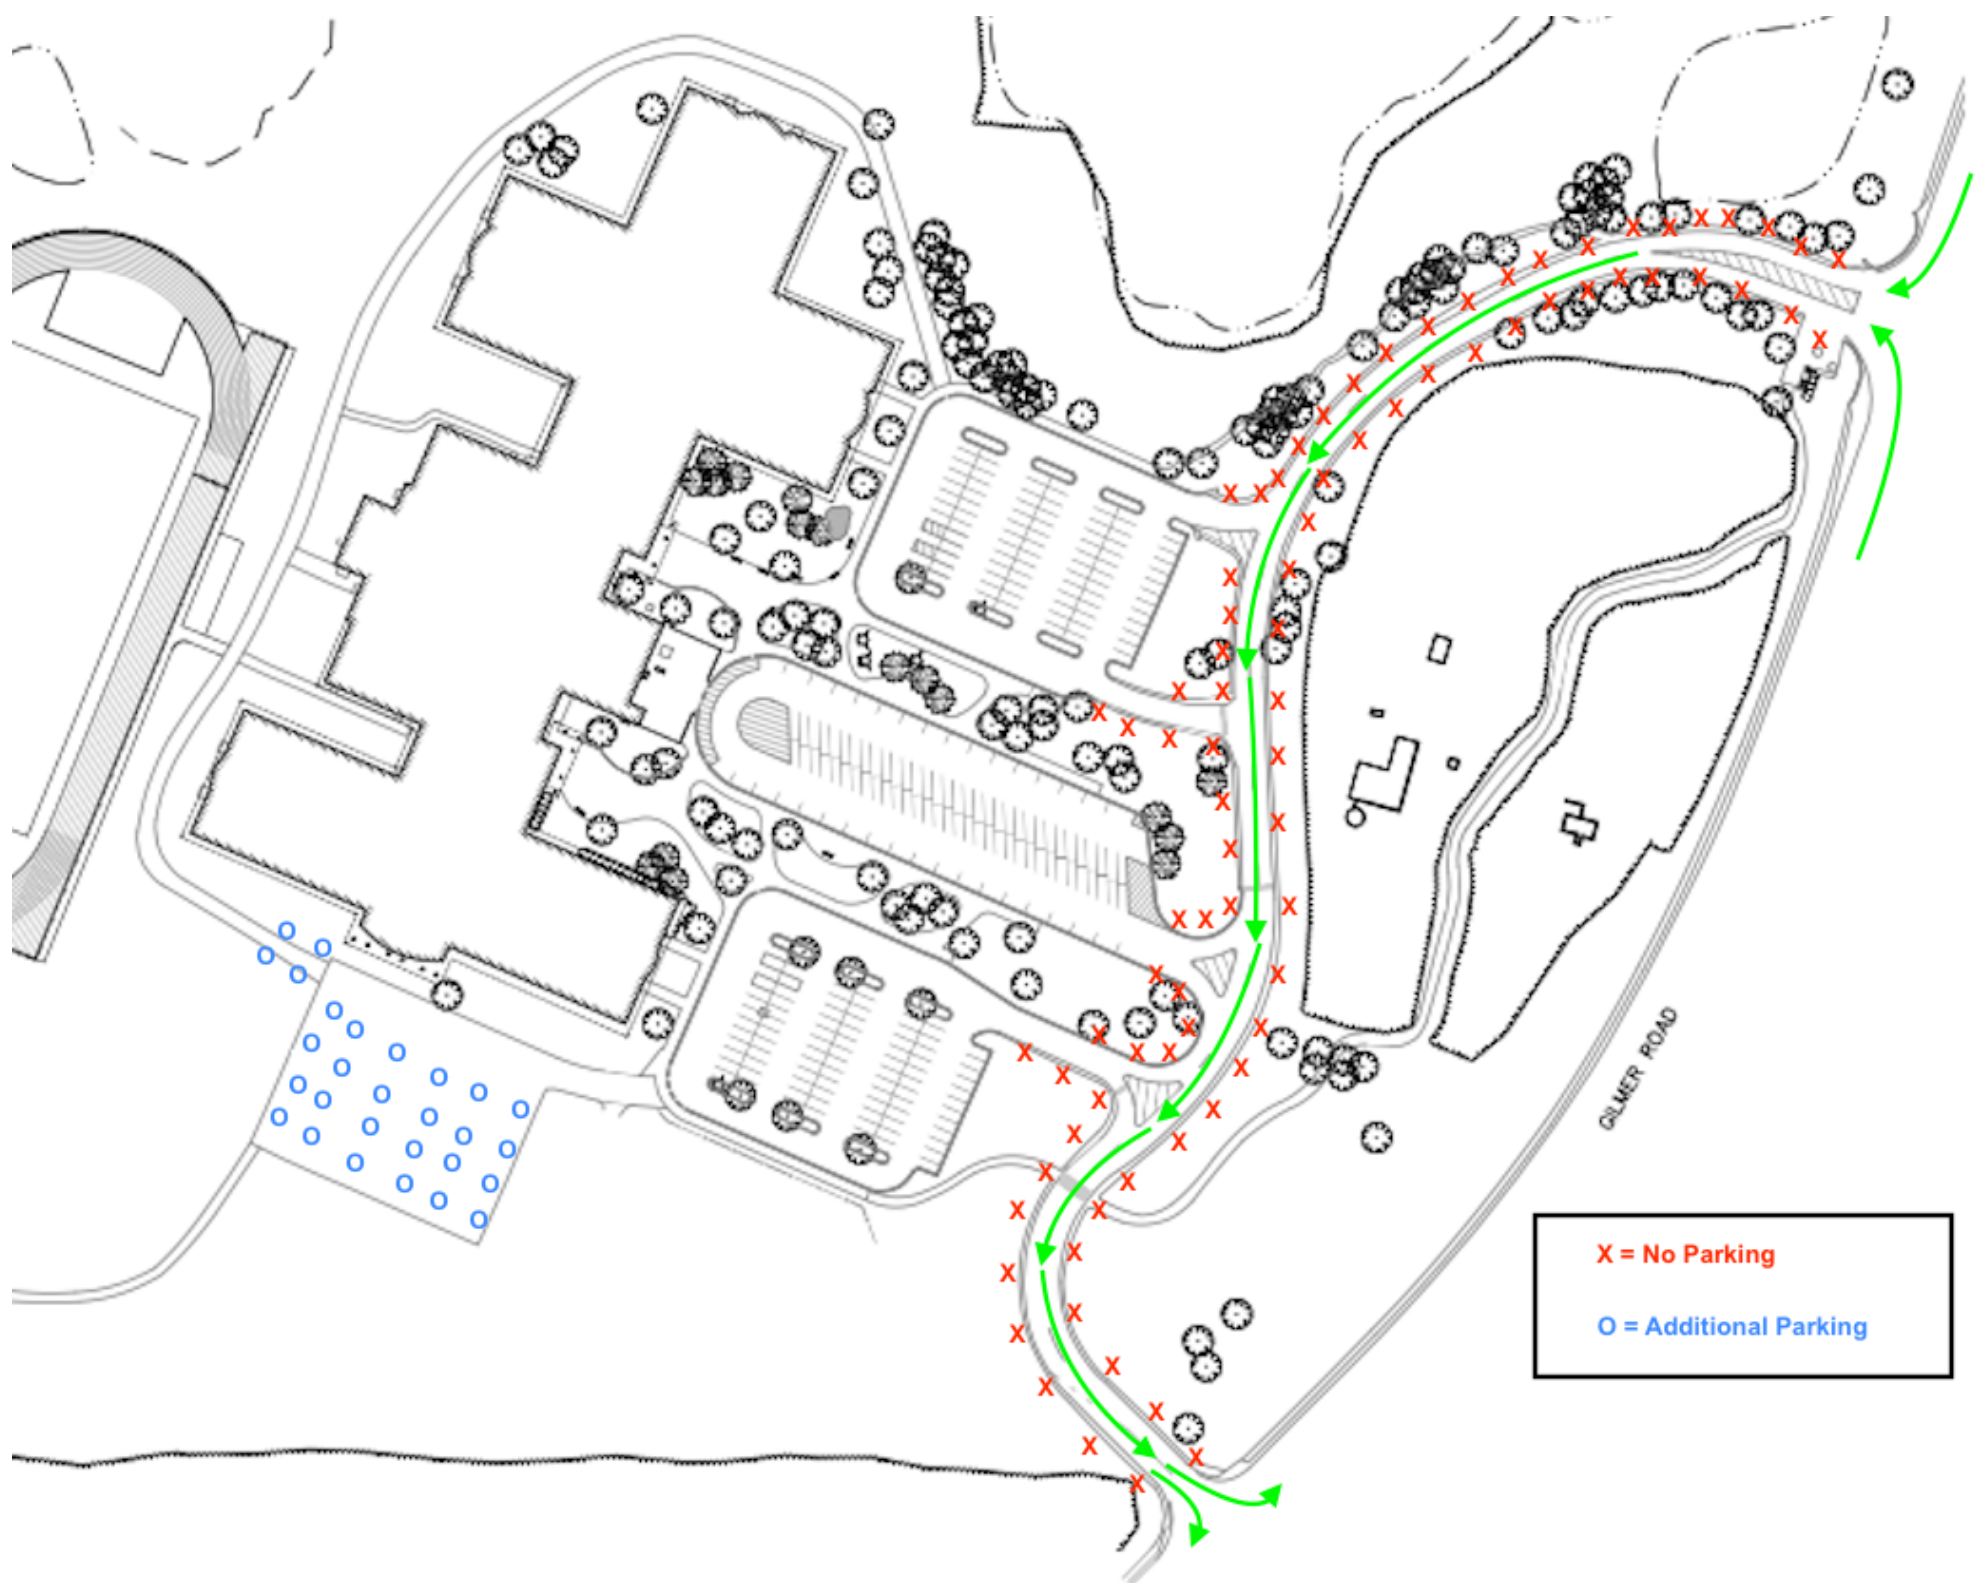 GILMER ROAD
X = No Parking
O = Additional Parking